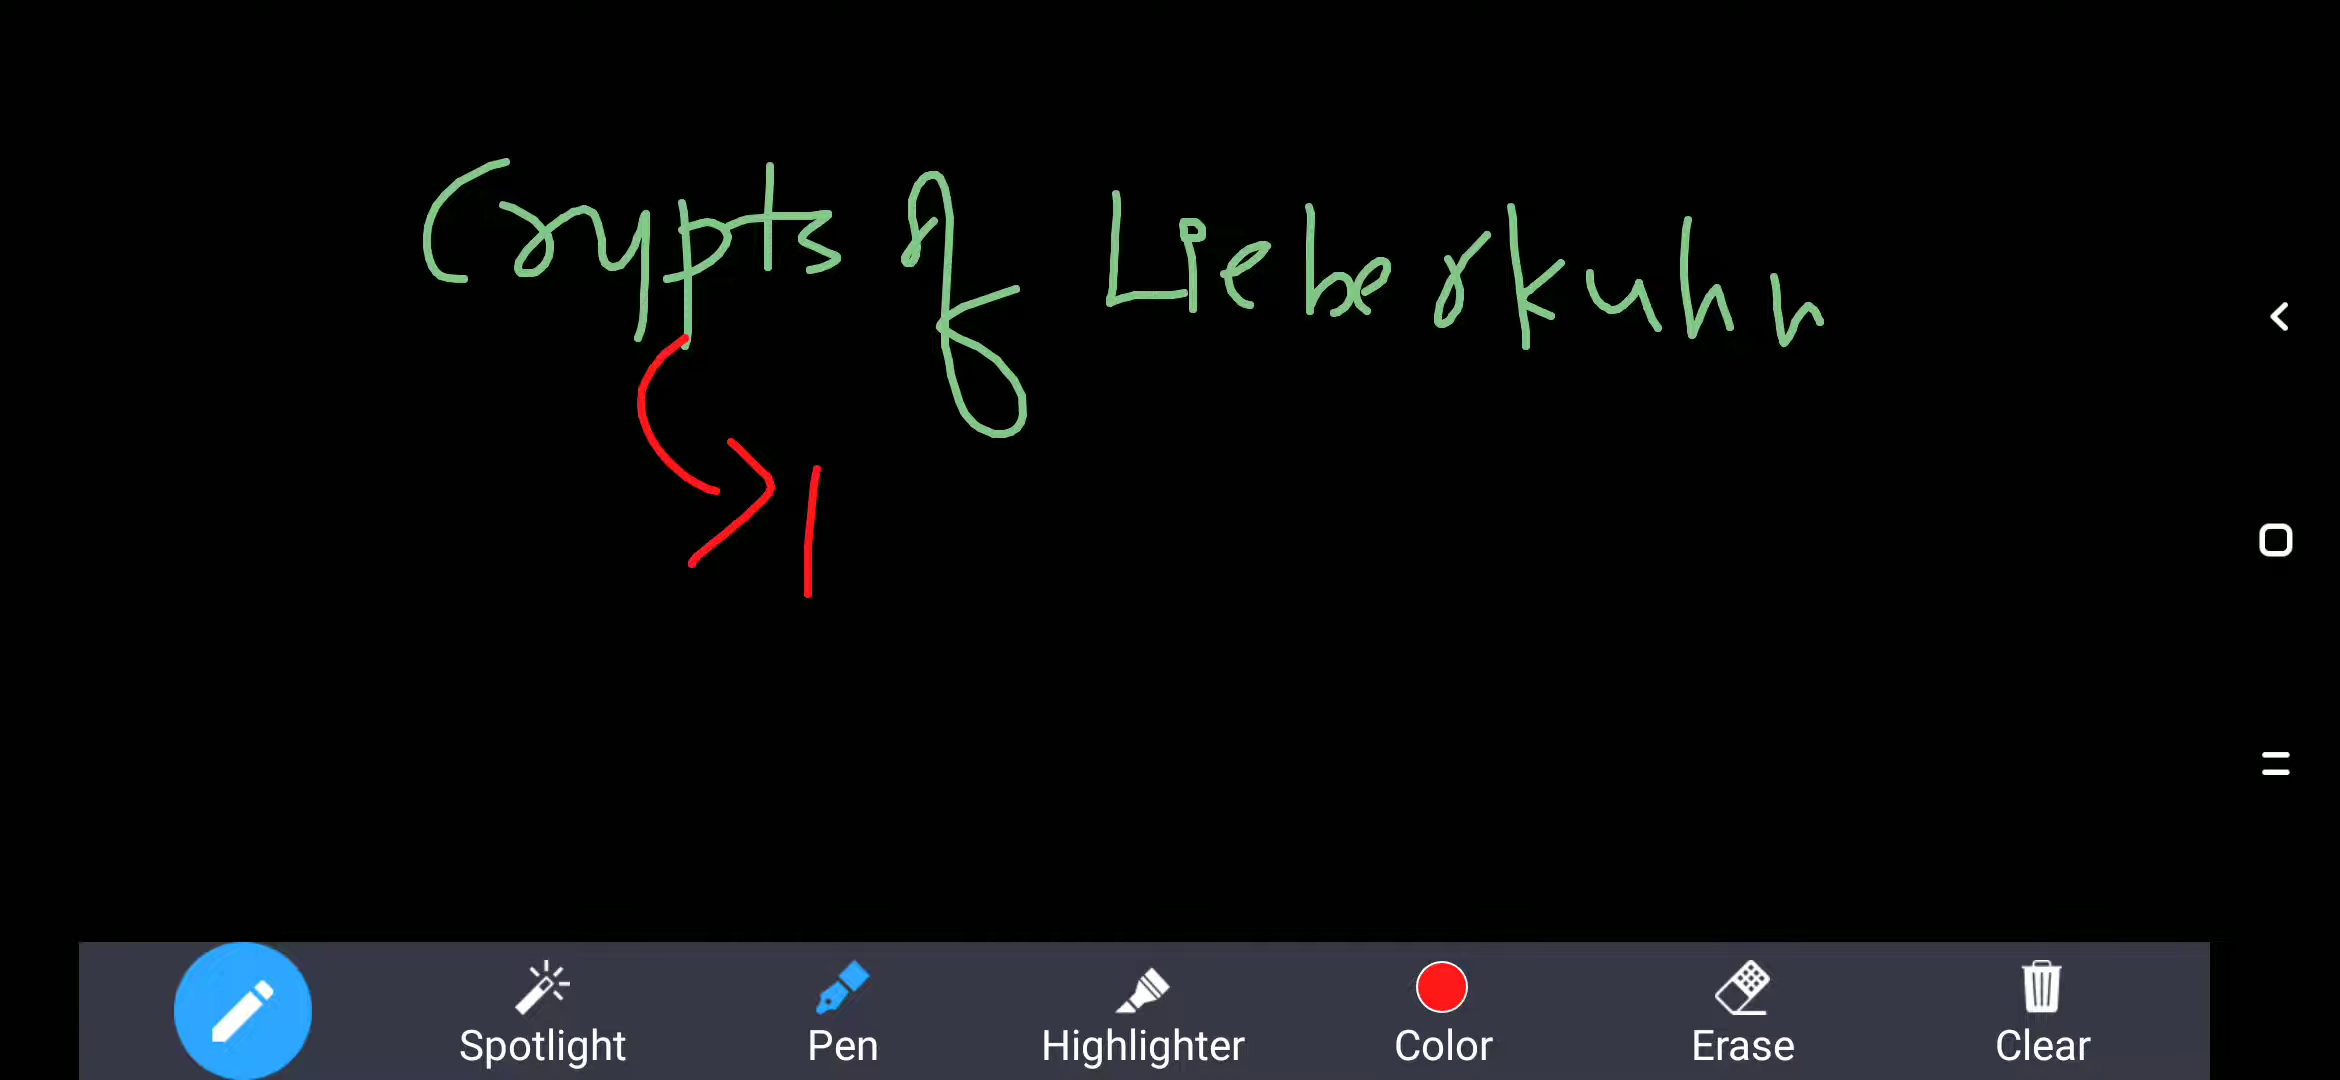 Crypts of Lieberkuhn
Spotlight Pen Highlighter Color Erase Clear